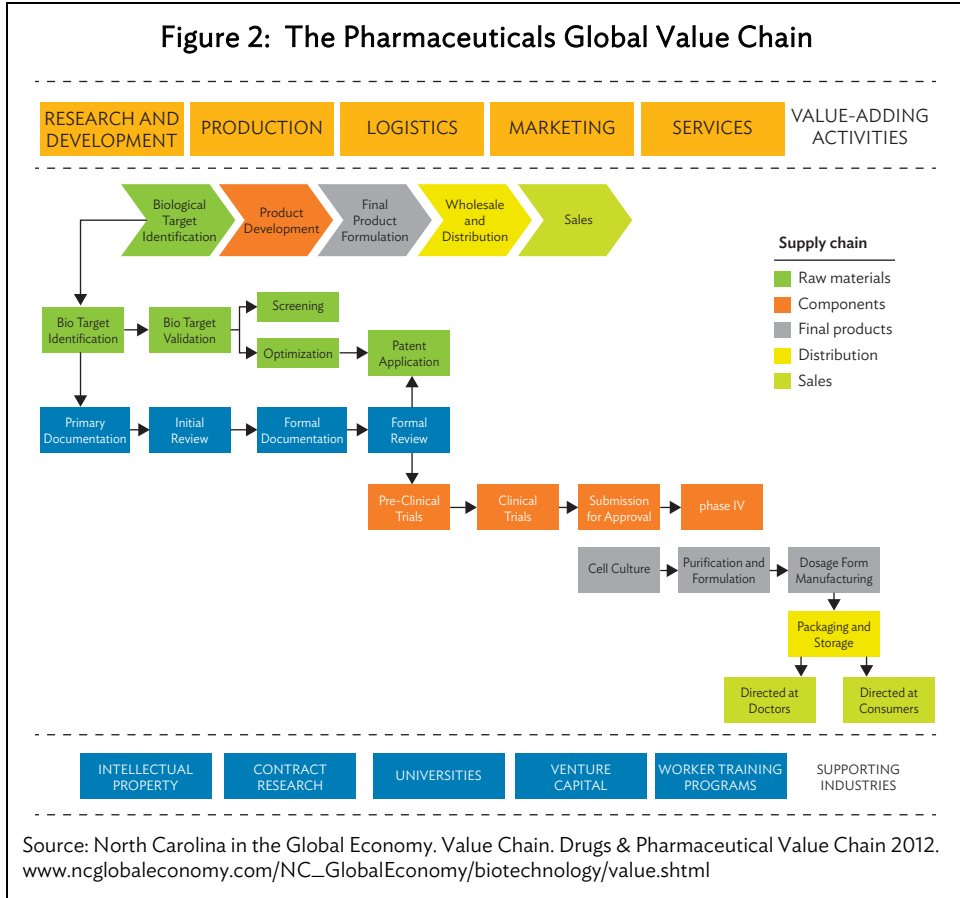 Figure 2: The Pharmaceuticals Global Value Chain
RESEARCH AND
DEVELOPMENT
PRODUCTION
LOGISTICS
MARKETING
SERVICES
VALUE-ADDING
ACTIVITIES
Biological
Target
Identification
Product
Development
Final
Product
Formulation
Wholesale
and
Distribution
Sales
Supply chain
Raw materials
Components
Final products
Distribution
Sales
Bio Target
Identification
Bio Target
Validation
Screening
Optimization
Patent
Application
Primary
Documentation
Initial
Review
Formal
Documentation
Formal
Review
Pre-Clinical
Trials
Clinical
Trials
Submission
for Approval
phase IV
Cell Culture
Purification and
Formulation
Dosage Form
Manufacturing
Packaging and
Storage
Directed at
Doctors
Directed at
Consumers
INTELLECTUAL
PROPERTY
CONTRACT
RESEARCH
UNIVERSITIES
VENTURE
CAPITAL
WORKER TRAINING
PROGRAMS
SUPPORTING
INDUSTRIES
Source: North Carolina in the Global Economy. Value Chain. Drugs & Pharmaceutical Value Chain 2012.
www.ncglobaleconomy.com/NC_GlobalEconomy/biotechnology/value.shtml